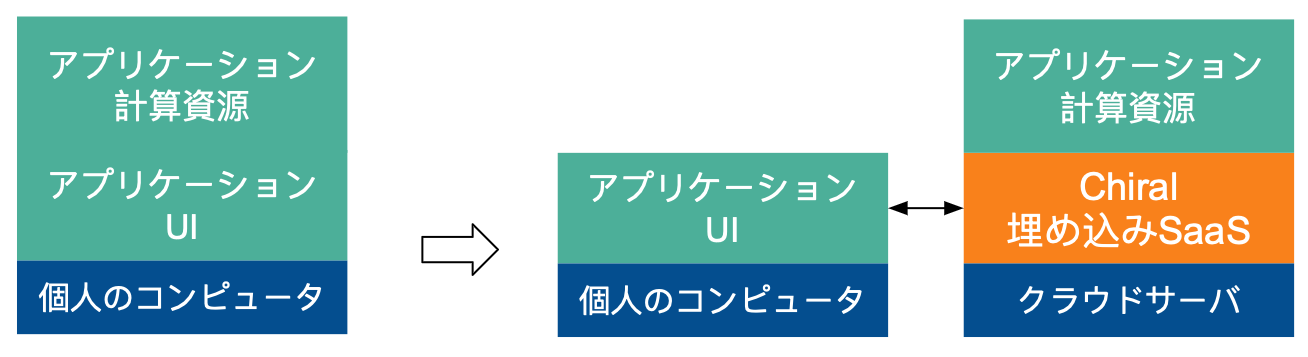 アプリケーション
計算資源
アプリケーション
UI
個人のコンピュータ
アプリケーション
UI
個人のコンピュータ
アプリケーション
計算資源
Chiral
埋め込みSaaS
クラウドサーバ